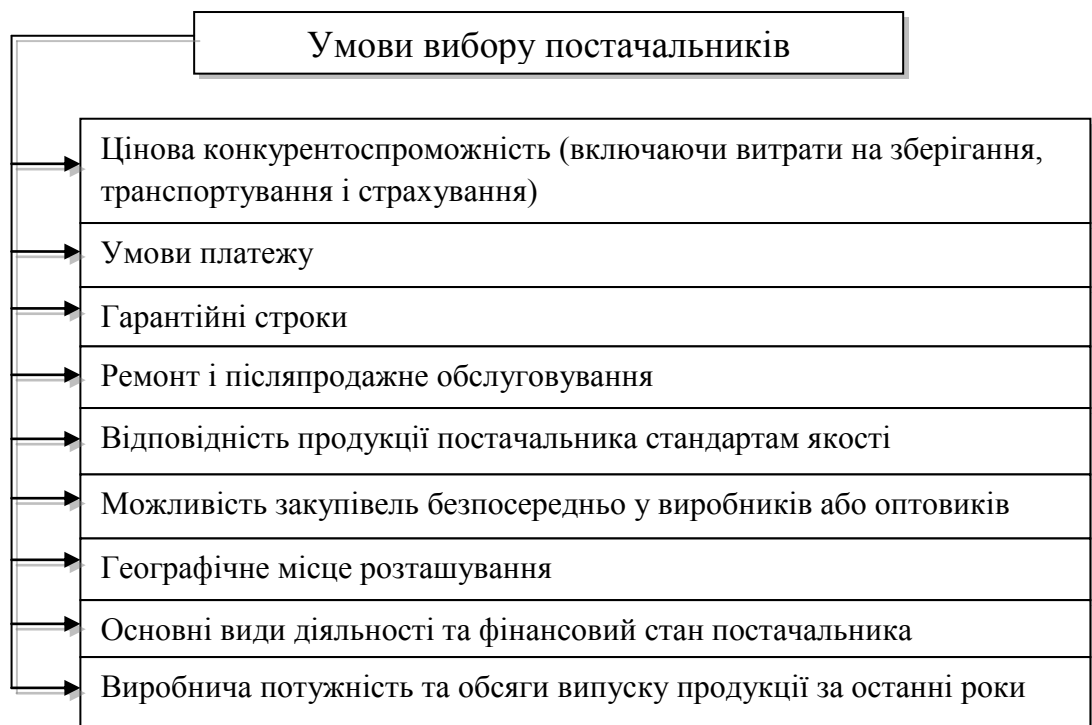 Умови вибору постачальників
Цінова конкурентоспроможність (включаючи витрати на зберігання,
транспортування і страхування)
Умови платежу
Гарантійні строки
Ремонт і післяпродажне обслуговування
Відповідність продукції постачальника стандартам якості
Можливість закупівель безпосередньо у виробників або оптовиків
Географічне місце розташування
Основні види діяльності та фінансовий стан постачальника
Виробнича потужність та обсяги випуску продукції за останні роки